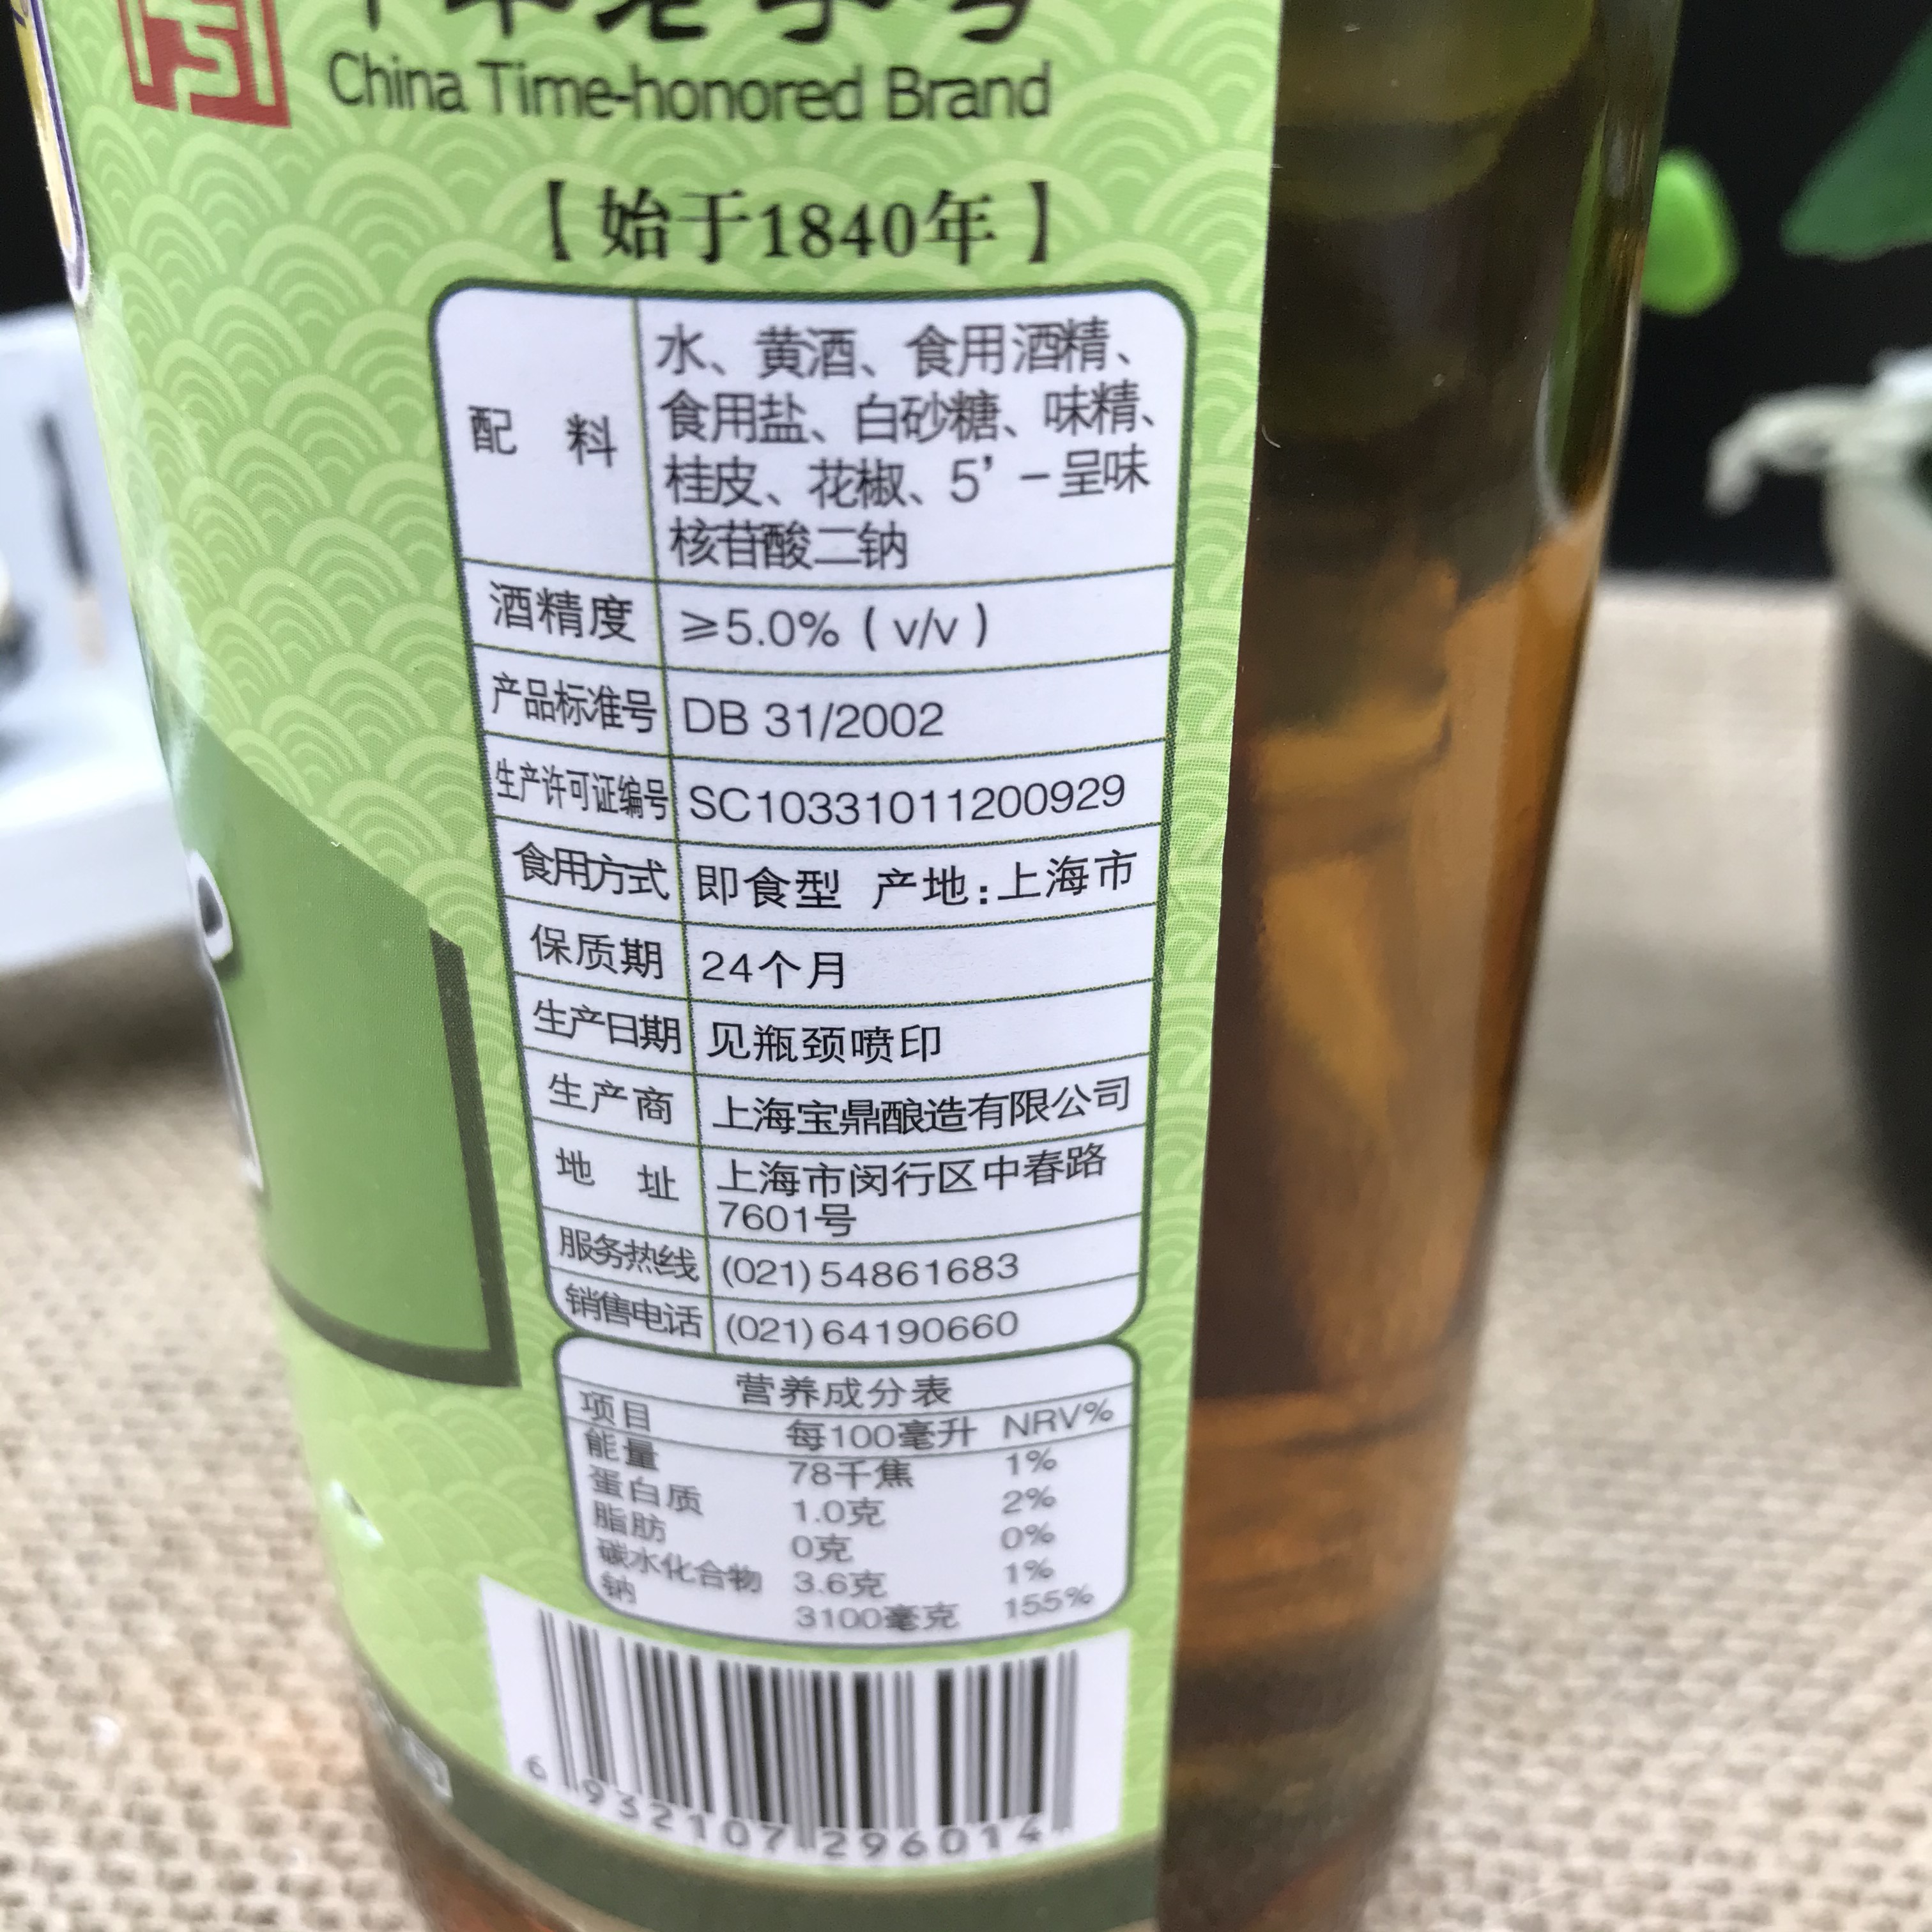 China Time-honored Brand
【始于1840年】
配 料 水、黄酒、食用酒精、
食用盐、白砂糖、味精、
桂皮、花椒、5’-呈味
核苷酸二钠
酒精度 ≥5.0%(v/v)
产品标准号 DB 31/2002
生产许可证编号 SC10331011200929
食用方式 即食型 产地:上海市
保质期 24个月
生产日期 见瓶颈喷印
生产商 上海宝鼎酿造有限公司
地 址 上海市闵行区中春路
7601号
服务热线 (021)54861683
销售电话 (021)64190660
营养成分表
项目 每100毫升 NRV%
能量 78千焦 1%
蛋白质 1.0克 2%
脂肪 0克 0%
碳水化合物 3.6克 1%
钠 3100毫克 155%
6 932107 296014